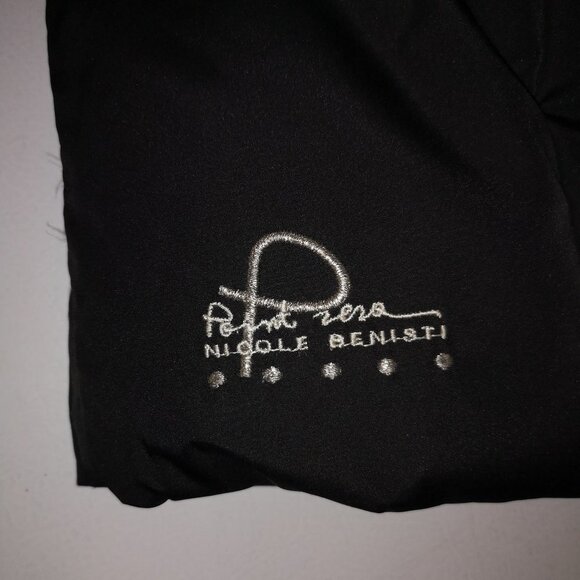 P
Point zero
NICOLE BENISTI